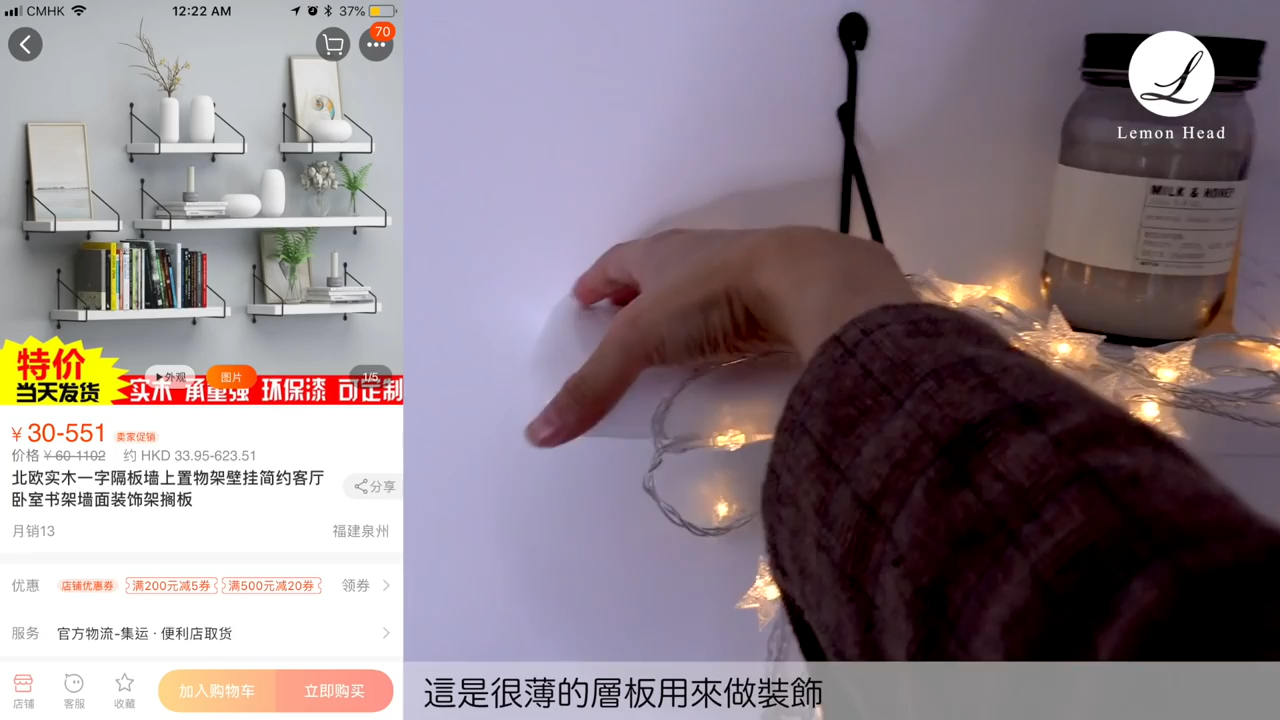 CMHK 12:22 AM 37%
70
特价
当天发货
外观
图片
1/5
实木 承重强 环保漆 可定制
¥ 30-551 卖家促销
价格 ¥ 60-1102 约 HKD 33.95-623.51
北欧实木一字隔板墙上置物架壁挂简约客厅
卧室书架墙面装饰架搁板
分享
月销13 福建泉州
优惠 店铺优惠券 满200元减5券 满500元减20券 领券
服务 官方物流-集运 · 便利店取货
店铺 客服 收藏 加入购物车 立即购买
L
Lemon Head
MILK & HONEY
這是很薄的層板用來做裝飾